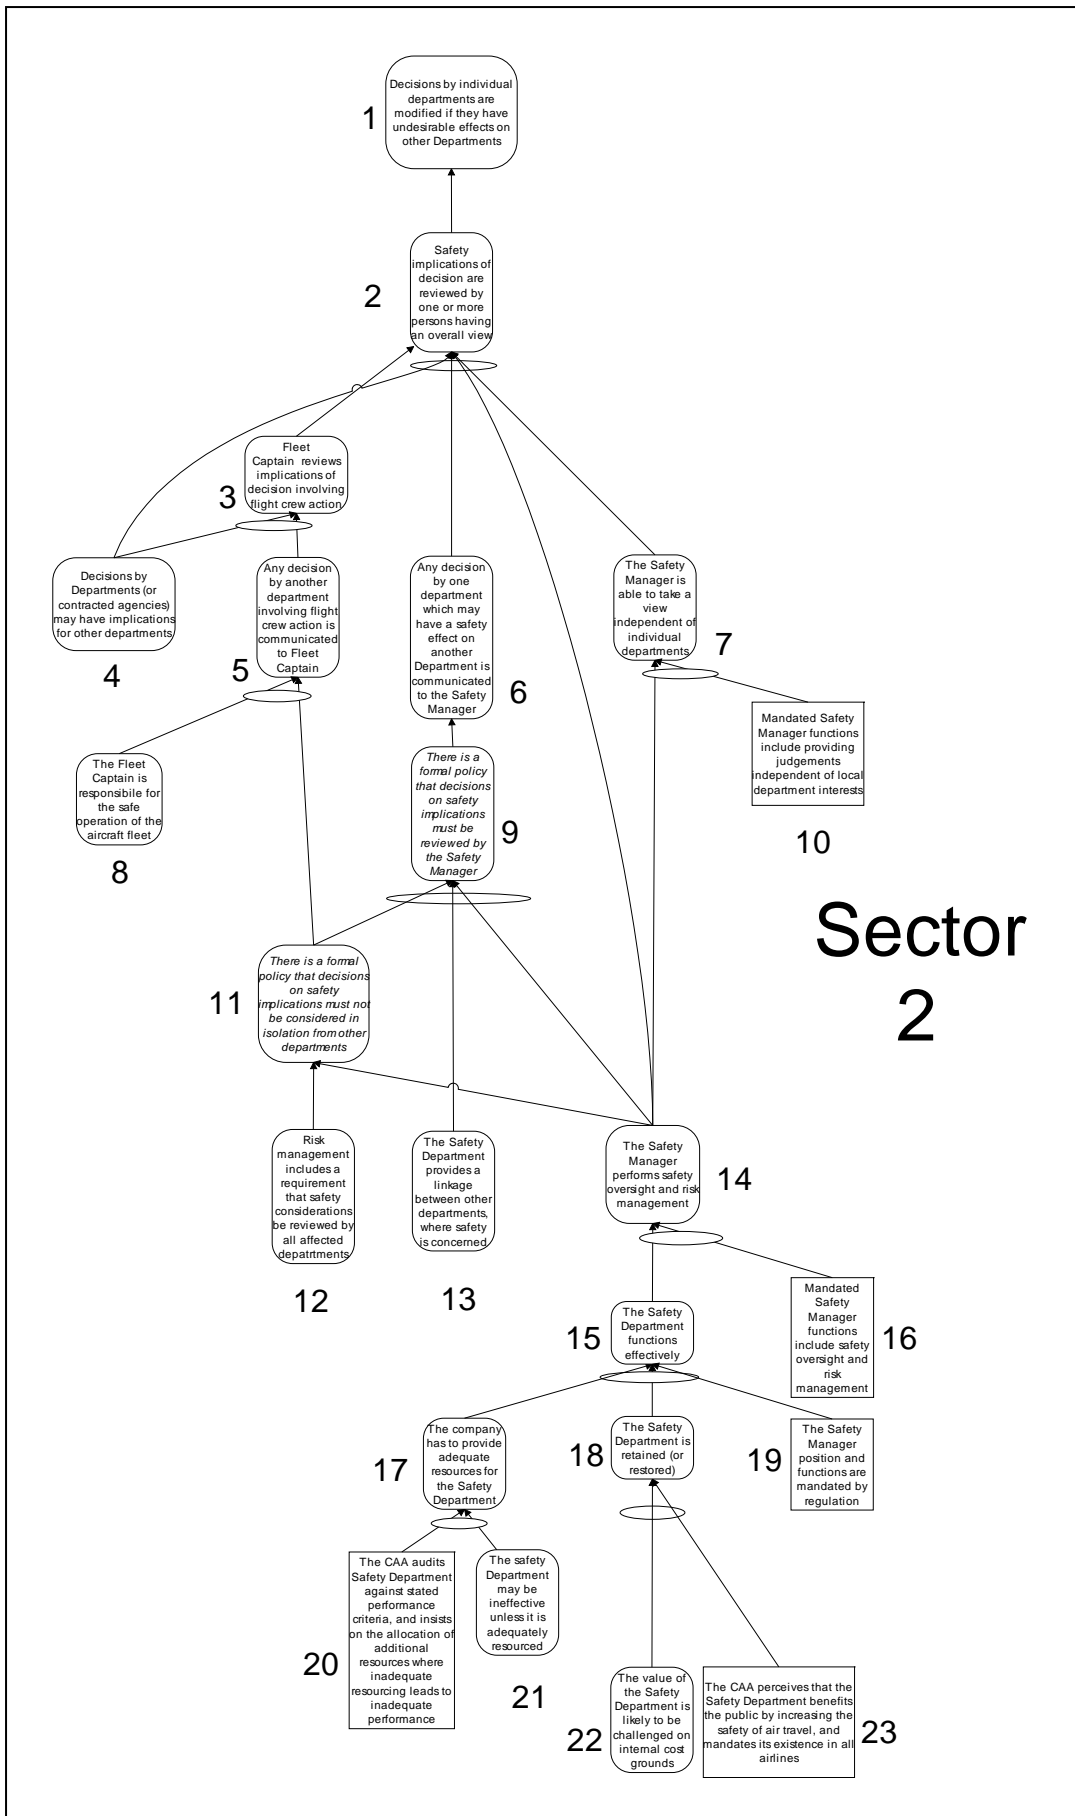 Decisions by individual
departments are
modified if they have
undesirable effects on
other Departments
1
Safety
implications of
decision are
reviewed by
one or more
persons having
an overall view
2
Fleet
Captain reviews
implications of
decision involving
flight crew action
3
Decisions by
Departments (or
contracted agencies)
may have implications
for other departments
4
Any decision
by another
department
involving flight
crew action is
communicated
to Fleet
Captain
5
Any decision
by one
department
which may
have a safety
effect on
another
Department is
communicated
to the Safety
Manager
6
The Safety
Manager is
able to take a
view
independent of
individual
departments
7
The Fleet
Captain is
responsibile for
the safe
operation of the
aircraft fleet
8
There is a
formal policy
that decisions
on safety
implications
must be
reviewed by
the Safety
Manager
9
Mandated Safety
Manager functions
include providing
judgements
independent of local
department interests
10
Sector
2
There is a formal
policy that decisions
on safety
implications must not
be considered in
isolation from other
departments
11
Risk
management
includes a
requirement
that safety
considerations
be reviewed by
all affected
depatrtments
12
The Safety
Department
provides a
linkage
between other
departments,
where safety
is concerned
13
The Safety
Manager
performs safety
oversight and risk
management
14
The Safety
Department
functions
effectively
15
Mandated
Safety
Manager
functions
include safety
oversight and
risk
management
16
The company
has to provide
adequate
resources for
the Safety
Department
17
The Safety
Department is
retained (or
restored)
18
The Safety
Manager
position and
functions are
mandated by
regulation
19
The CAA audits
Safety Department
against stated
performance
criteria, and insists
on the allocation of
additional
resources where
inadequate
resourcing leads to
inadequate
performance
20
The safety
Department
may be
ineffective
unless it is
adequately
resourced
21
The value of
the Safety
Department is
likely to be
challenged on
internal cost
grounds
22
The CAA perceives that the
Safety Department benefits
the public by increasing the
safety of air travel, and
mandates its existence in all
airlines
23